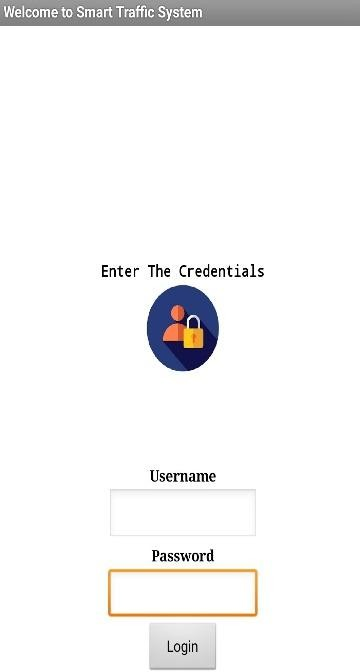 Welcome to Smart Traffic System
Enter The Credentials
Username
Password
Login